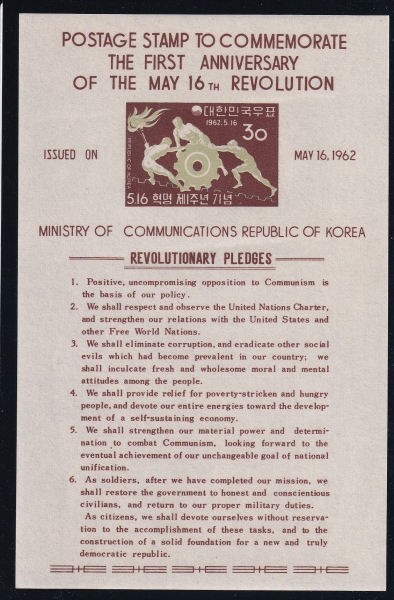 POSTAGE STAMP TO COMMEMORATE
THE FIRST ANNIVERSARY
OF THE MAY 16TH REVOLUTION
대한민국우표
1962.5.16
30
REPUBLIC OF KOREA
5.16 혁명 제1주년 기념
ISSUED ON
MAY 16, 1962
MINISTRY OF COMMUNICATIONS REPUBLIC OF KOREA
REVOLUTIONARY PLEDGES
1. Positive, uncompromising opposition to Communism is
the basis of our policy.
2. We shall respect and observe the United Nations Charter,
and strengthen our relations with the United States and
other Free World Nations.
3. We shall eliminate corruption, and eradicate other social
evils which had become prevalent in our country; we
shall inculcate fresh and wholesome moral and mental
attitudes among the people.
4. We shall provide relief for poverty-stricken and hungry
people, and devote our entire energies toward the develop-
ment of a self-sustaining economy.
5. We shall strengthen our material power and determi-
nation to combat Communism, looking forward to the
eventual achievement of our unchangeable goal of national
unification.
6. As soldiers, after we have completed our mission, we
shall restore the government to honest and conscientious
civilians, and return to our proper military duties.
As citizens, we shall devote ourselves without reserva-
tion to the accomplishment of these tasks, and to the
construction of a solid foundation for a new and truly
democratic republic.